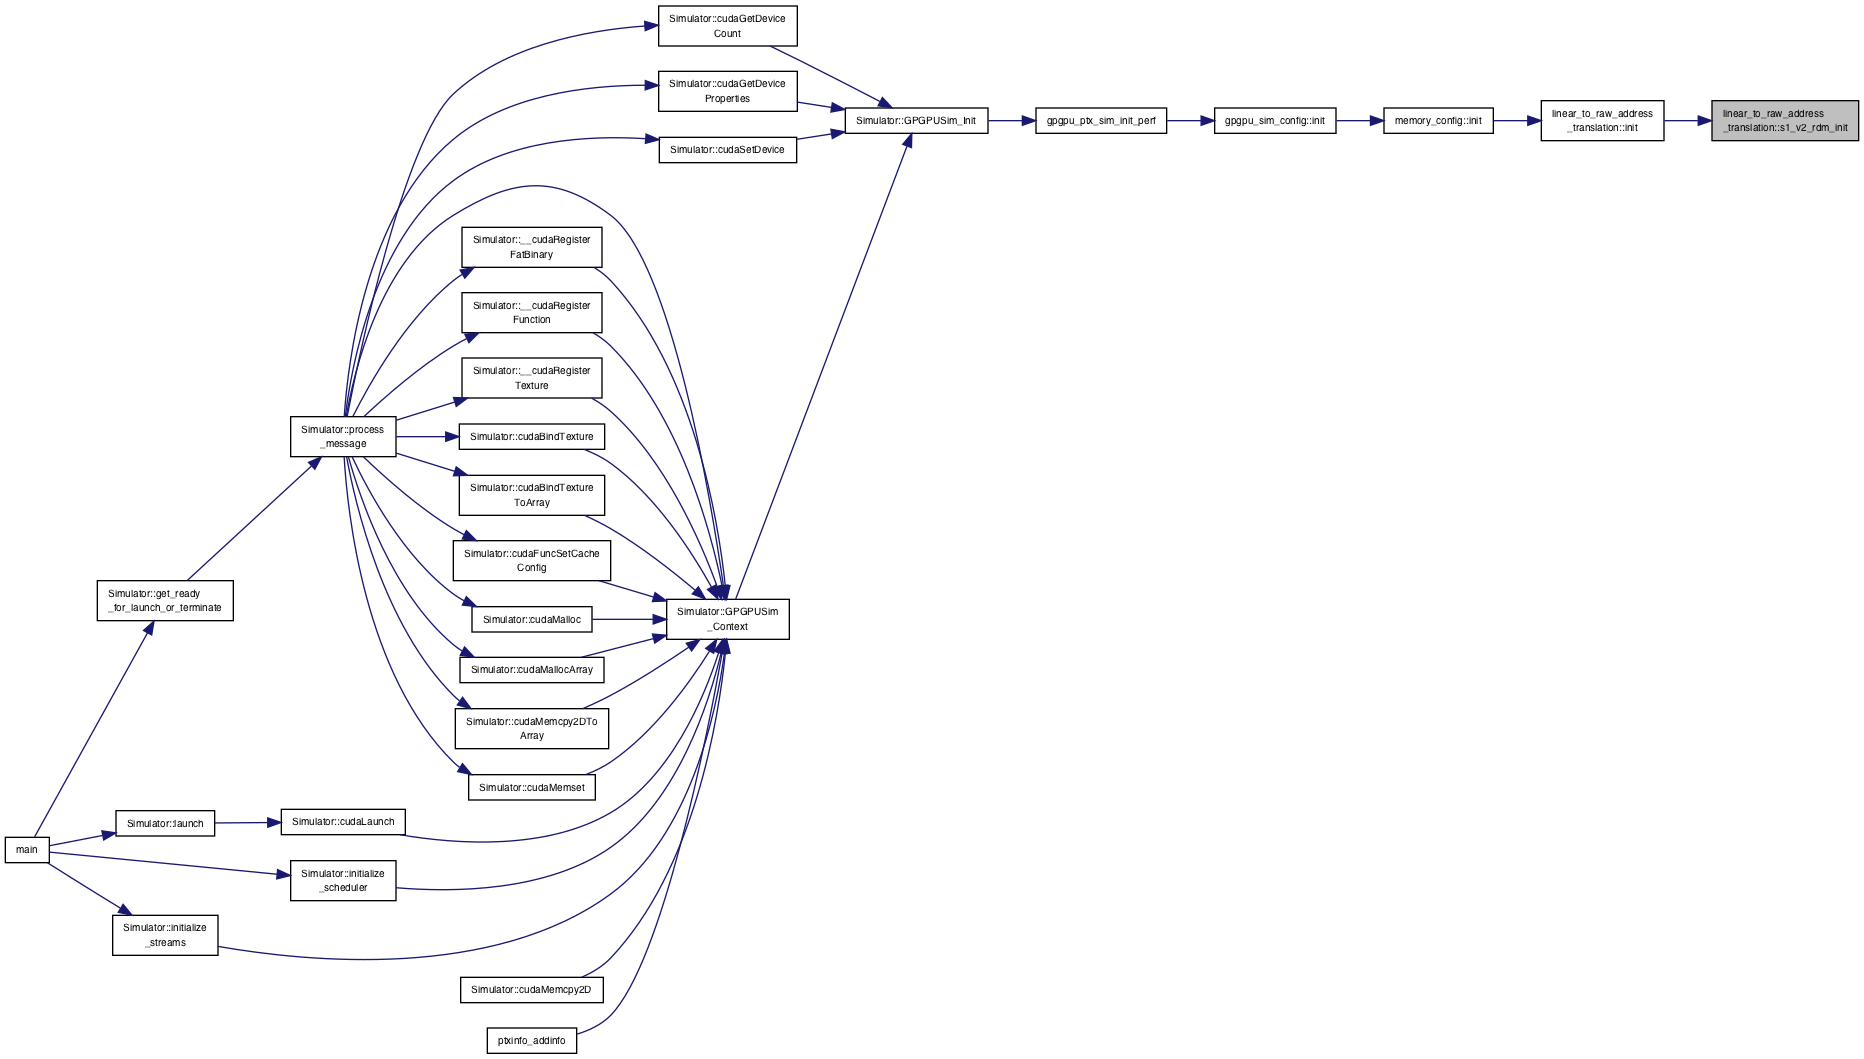 Simulator::cudaGetDevice
Count
Simulator::cudaGetDevice
Properties
Simulator::GPGPUSim_Init
gpgpu_ptx_sim_init_perf
gpgpu_sim_config::init
memory_config::init
linear_to_raw_address
_translation::init
linear_to_raw_address
_translation::s1_v2_rdm_init
Simulator::cudaSetDevice
Simulator::__cudaRegister
FatBinary
Simulator::__cudaRegister
Function
Simulator::__cudaRegister
Texture
Simulator::process
_message
Simulator::cudaBindTexture
Simulator::cudaBindTexture
ToArray
Simulator::cudaFuncSetCache
Config
Simulator::get_ready
_for_launch_or_terminate
Simulator::cudaMalloc
Simulator::GPGPUSim
_Context
Simulator::cudaMallocArray
Simulator::cudaMemcpy2DTo
Array
Simulator::cudaMemset
Simulator::launch
Simulator::cudaLaunch
main
Simulator::initialize
_scheduler
Simulator::initialize
_streams
Simulator::cudaMemcpy2D
ptxinfo_addinfo